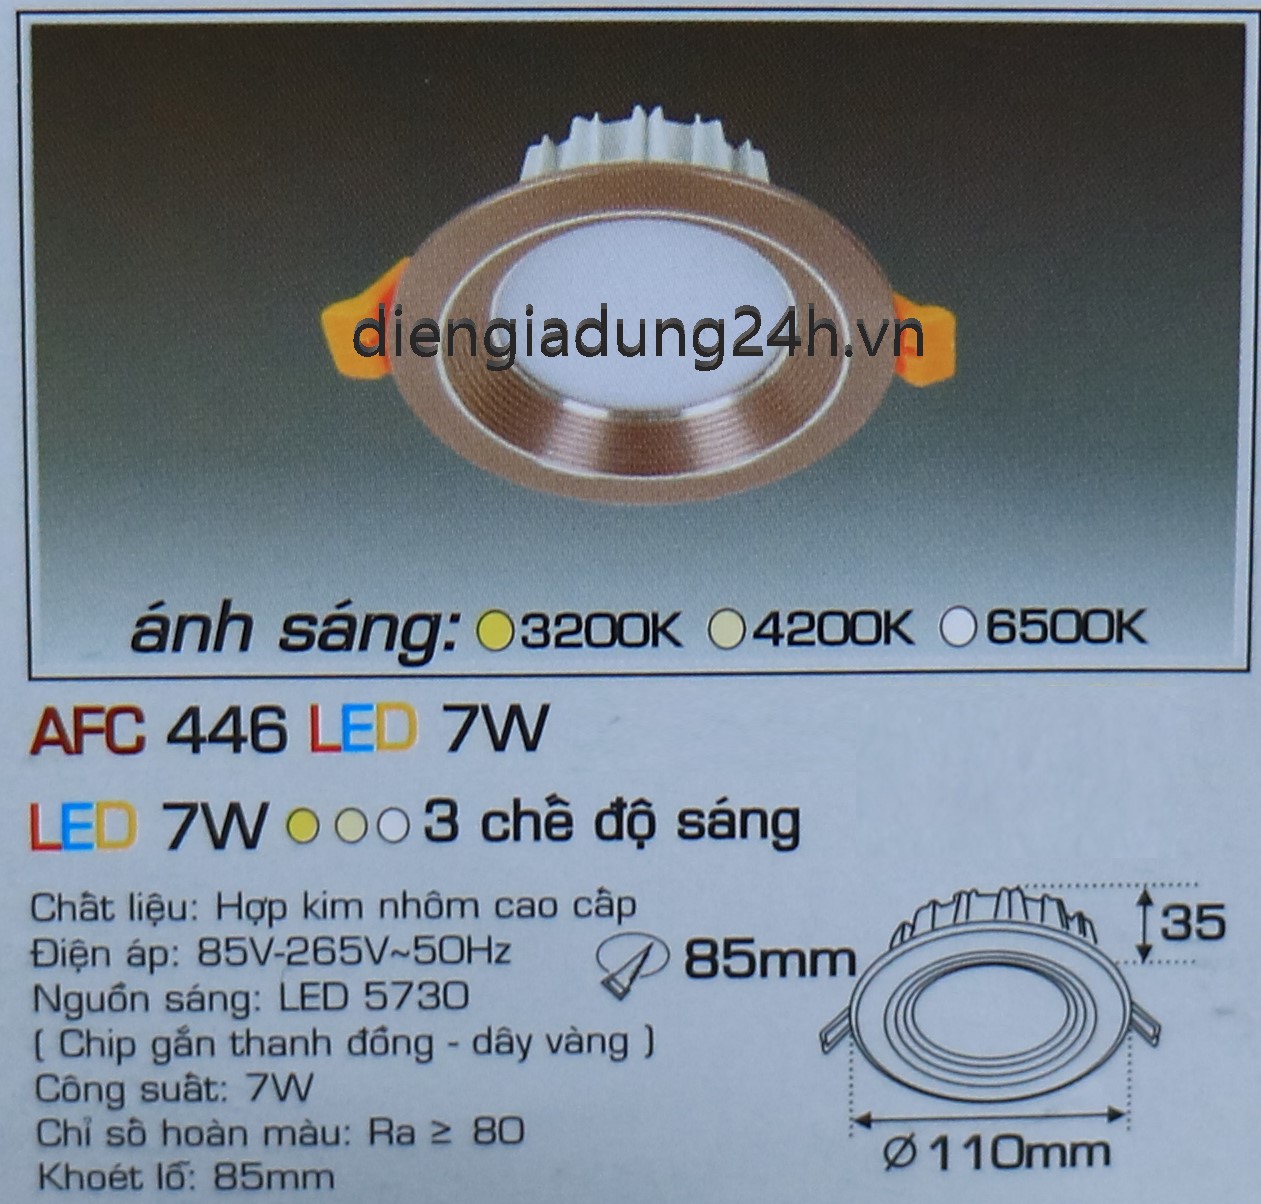 diengiadung24h.vn
ánh sáng: 3200K 4200K 6500K
AFC 446 LED 7W
LED 7W 3 chế độ sáng
Chất liệu: Hợp kim nhôm cao cấp
Điện áp: 85V-265V~50Hz
Nguồn sáng: LED 5730
( Chip gắn thanh đồng - dây vàng )
Công suất: 7W
Chỉ số hoàn màu: Ra ≥ 80
Khoét lỗ: 85mm
85mm
35
Ø110mm